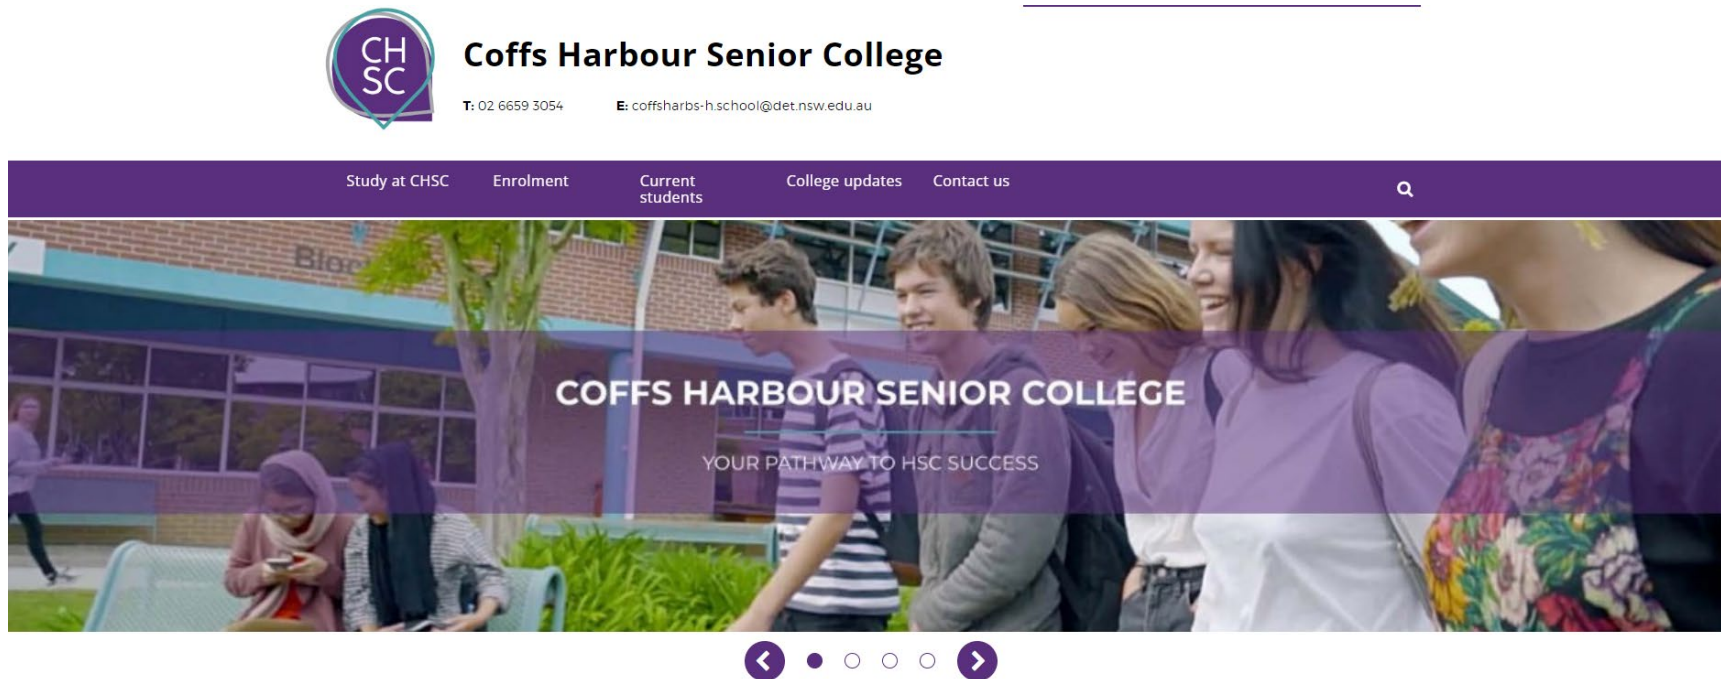 CH
SC
Coffs Harbour Senior College
T: 02 6659 3054 E: coffsharbs-h.school@det.nsw.edu.au
Study at CHSC Enrolment Current students College updates Contact us
COFFS HARBOUR SENIOR COLLEGE
YOUR PATHWAY TO HSC SUCCESS